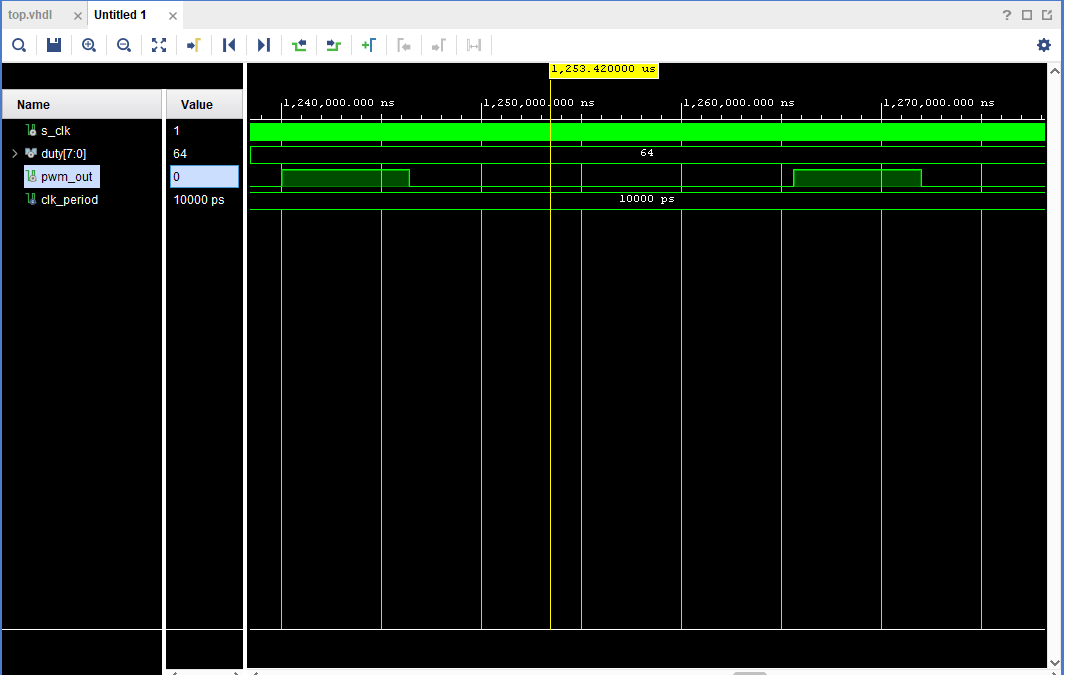 top.vhdl × Untitled 1 ×
?
1,253.420000 us
Name Value
1,240,000.000 ns 1,250,000.000 ns 1,260,000.000 ns 1,270,000.000 ns
s_clk 1
duty[7:0] 64 64
pwm_out 0
clk_period 10000 ps 10000 ps